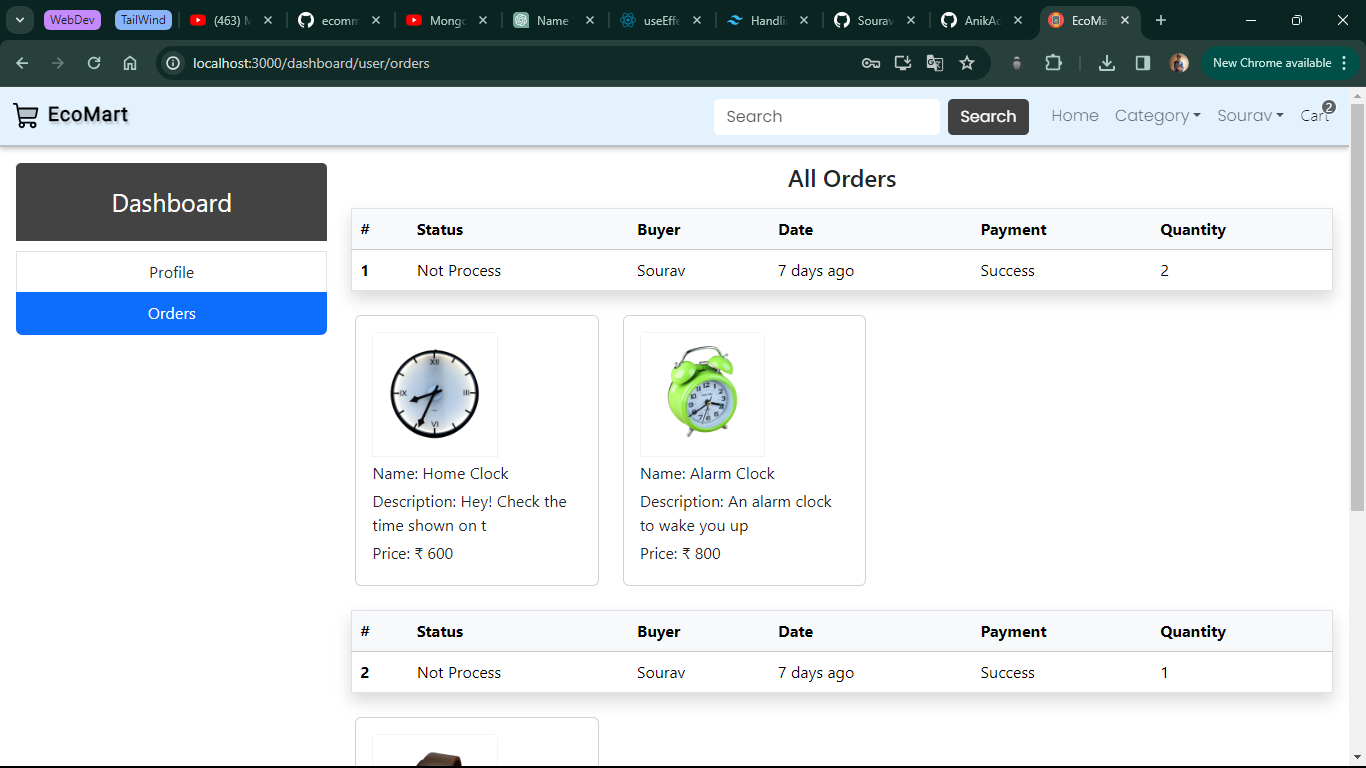 WebDev
TailWind
(463) M
ecomm
Mongo
Name
useEffe
Handli
Sourav
AnikAc
EcoMa
localhost:3000/dashboard/user/orders
New Chrome available
EcoMart
Search
Search
Home
Category
Sourav
Cart
2
Dashboard
Profile
Orders
All Orders
# Status Buyer Date Payment Quantity
1 Not Process Sourav 7 days ago Success 2
XII
III
VI
IX
Name: Home Clock
Description: Hey! Check the
time shown on t
Price: ₹ 600
Name: Alarm Clock
Description: An alarm clock
to wake you up
Price: ₹ 800
# Status Buyer Date Payment Quantity
2 Not Process Sourav 7 days ago Success 1